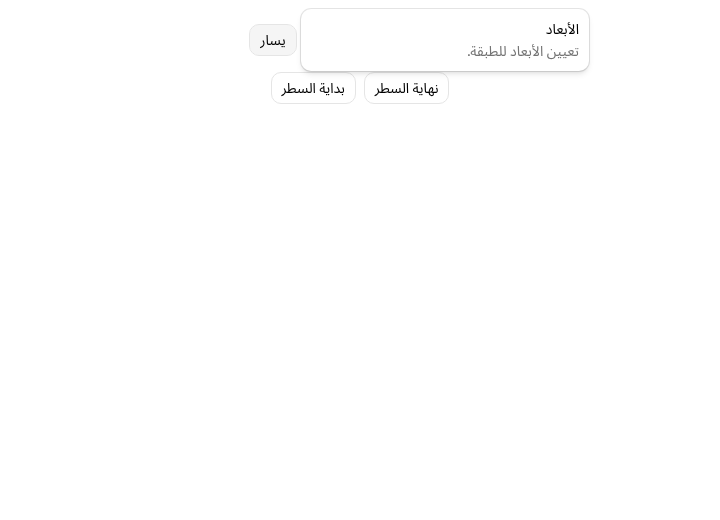 الأبعاد
تعيين الأبعاد للطبقة.
يسار
نهاية السطر
بداية السطر